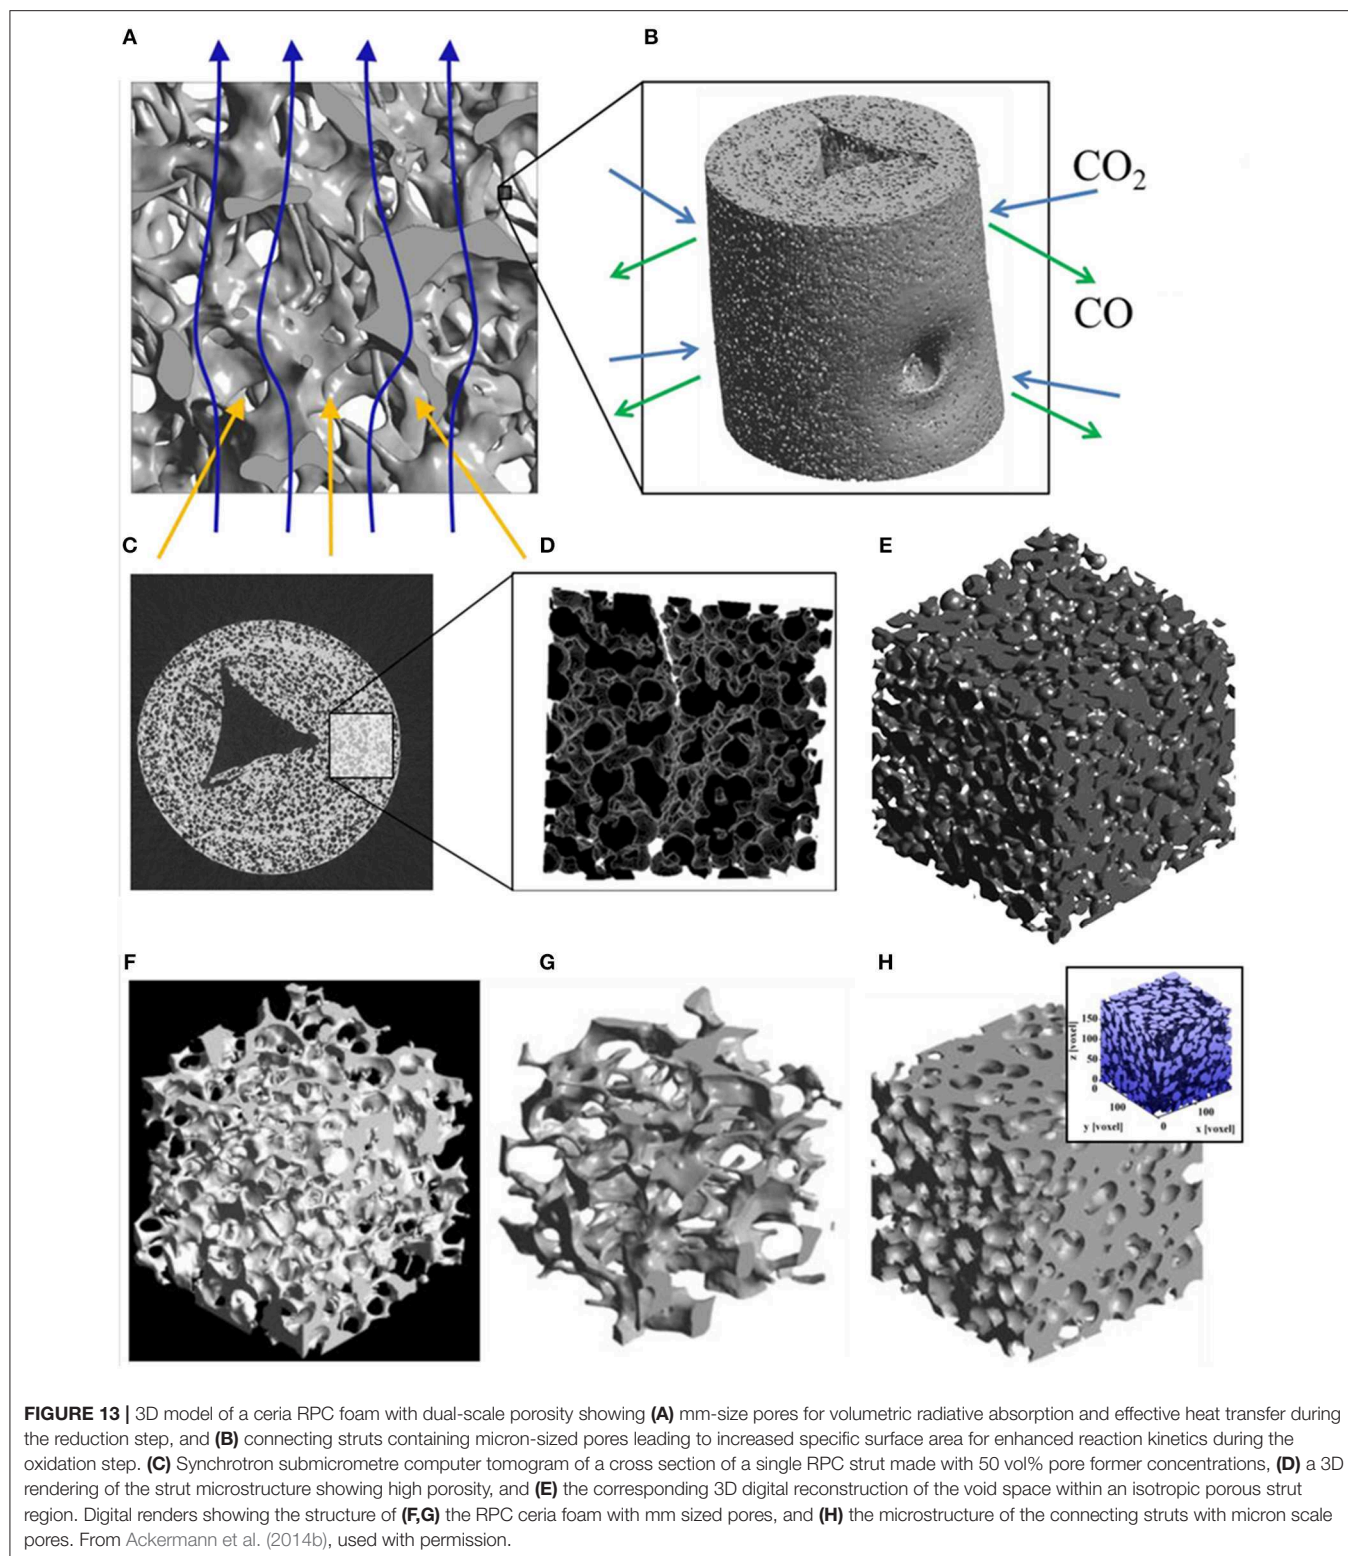 A
B
CO2
CO
C
D
E
F
G
H
150
100
50
0
z [voxel]
0
100
y [voxel]
0
100
x [voxel]
FIGURE 13 | 3D model of a ceria RPC foam with dual-scale porosity showing (A) mm-size pores for volumetric radiative absorption and effective heat transfer during
the reduction step, and (B) connecting struts containing micron-sized pores leading to increased specific surface area for enhanced reaction kinetics during the
oxidation step. (C) Synchrotron submicrometre computer tomogram of a cross section of a single RPC strut made with 50 vol% pore former concentrations, (D) a 3D
rendering of the strut microstructure showing high porosity, and (E) the corresponding 3D digital reconstruction of the void space within an isotropic porous strut
region. Digital renders showing the structure of (F,G) the RPC ceria foam with mm sized pores, and (H) the microstructure of the connecting struts with micron scale
pores. From Ackermann et al. (2014b), used with permission.